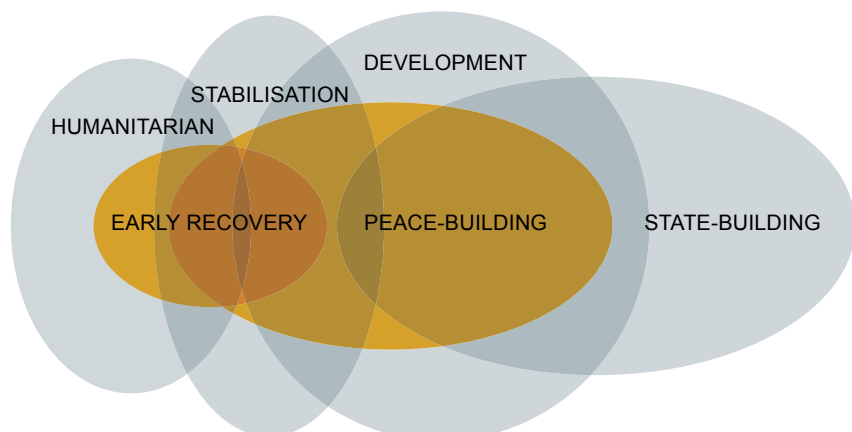 DEVELOPMENT
STABILISATION
HUMANITARIAN
EARLY RECOVERY
PEACE-BUILDING
STATE-BUILDING